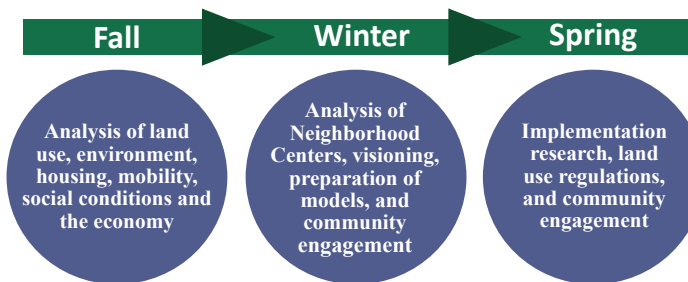 Fall
Winter
Spring
Analysis of land
use, environment,
housing, mobility,
social conditions and
the economy
Analysis of
Neighborhood
Centers, visioning,
preparation of
models, and
community
engagement
Implementation
research, land
use regulations,
and community
engagement